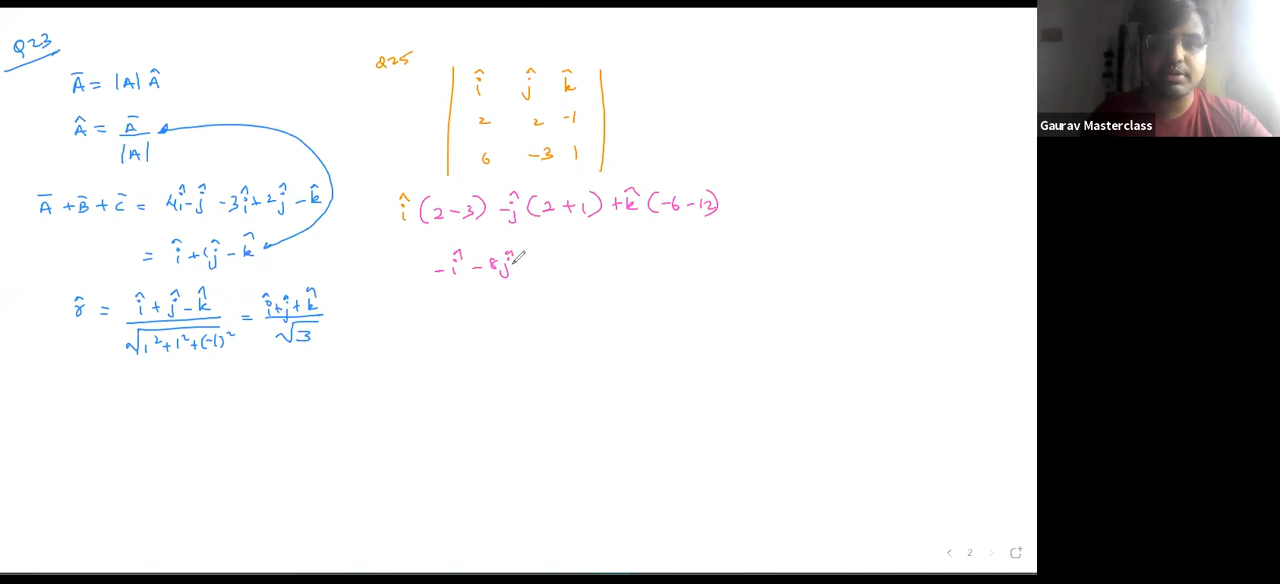 Q23
Ā = |A| Â
Â = Ā / |A|
Ā + B̄ + C̄ = 4î - ĵ - 3î + 2ĵ - k̂
= î + ĵ - k̂
r̂ = î + ĵ - k̂ / √1² + 1² + (-1)² = î + ĵ + k̂ / √3
Q25
| î ĵ k̂ |
| 2 2 -1 |
| 6 -3 1 |
î (2 - 3) - ĵ (2 + 1) + k̂ (-6 - 12)
- î - 8ĵ
Gaurav Masterclass
2